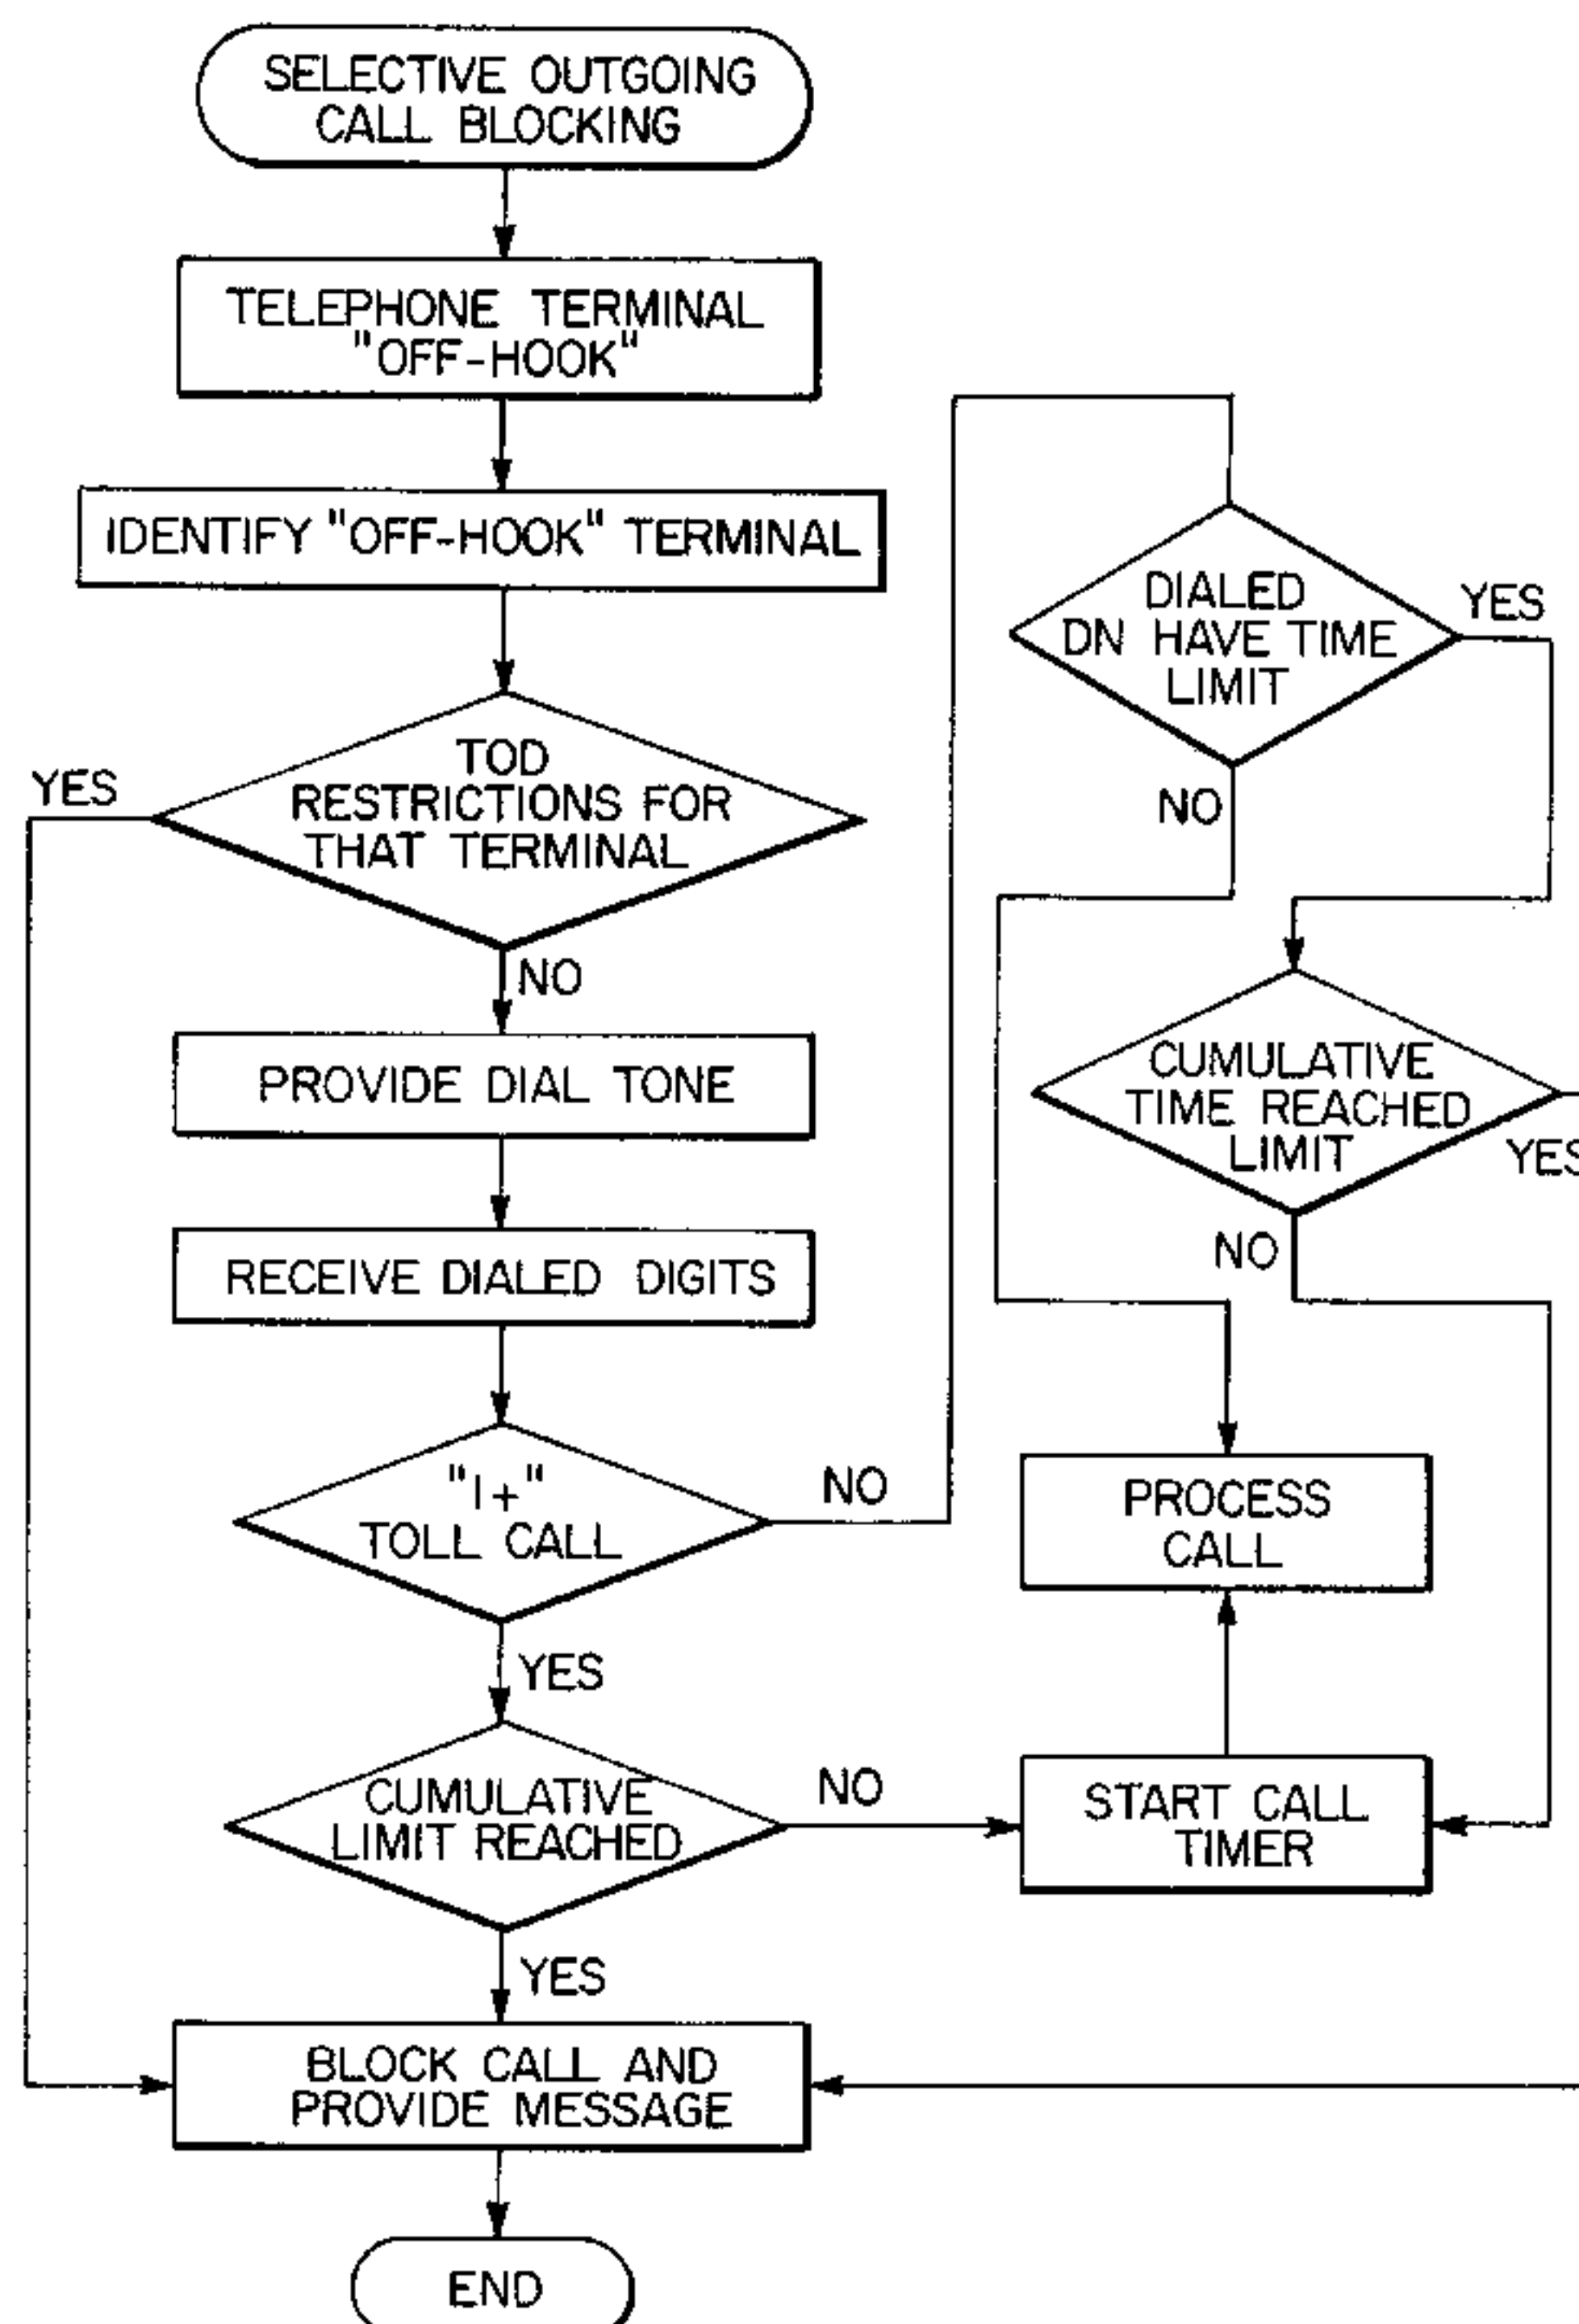 SELECTIVE OUTGOING
CALL BLOCKING
TELEPHONE TERMINAL
"OFF-HOOK"
IDENTIFY "OFF-HOOK" TERMINAL
TOD
RESTRICTIONS FOR
THAT TERMINAL
YES
NO
PROVIDE DIAL TONE
RECEIVE DIALED DIGITS
"1+"
TOLL CALL
NO
YES
CUMULATIVE
LIMIT REACHED
NO
YES
BLOCK CALL AND
PROVIDE MESSAGE
END
DIALED
DN HAVE TIME
LIMIT
YES
NO
CUMULATIVE
TIME REACHED
LIMIT
YES
NO
PROCESS
CALL
START CALL
TIMER